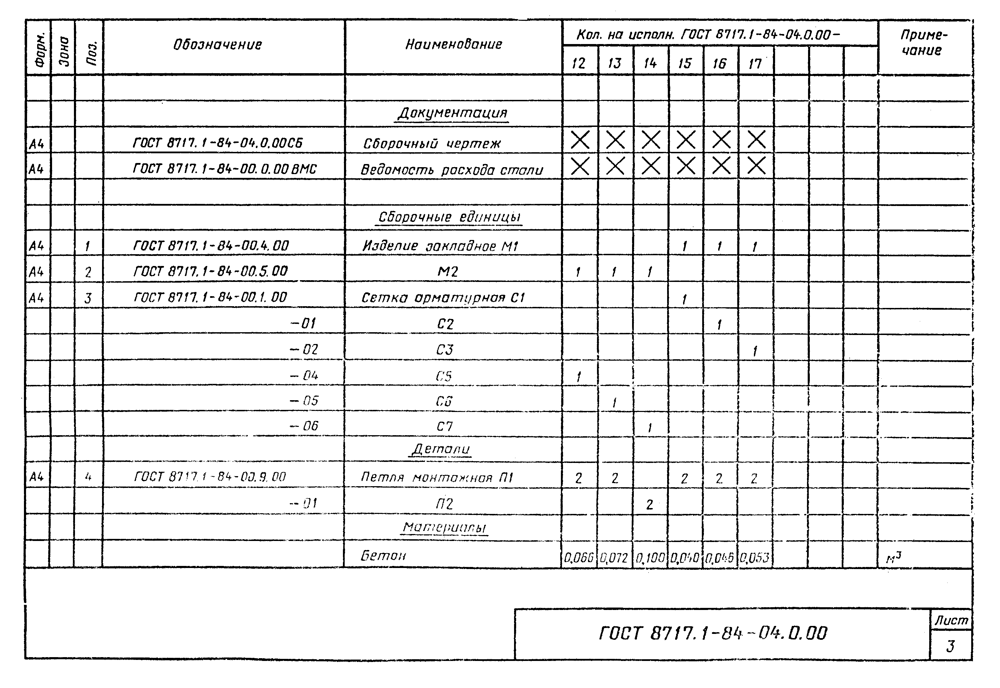 Форм. Зона Поз. Обозначение Наименование Кол. на исполн. ГОСТ 8717.1-84-04.0.00- Приме-
чание
12 13 14 15 16 17
Документация
А4 ГОСТ 8717.1-84-04.0.00СБ Сборочный чертеж X X X X X X
А4 ГОСТ 8717.1-84-00.0.00 ВМС Ведомость расхода стали X X X X X X
Сборочные единицы
А4 1 ГОСТ 8717.1-84-00.4.00 Изделие закладное М1 1 1 1
А4 2 ГОСТ 8717.1-84-00.5.00 М2 1 1 1
А4 3 ГОСТ 8717.1-84-00.1.00 Сетка арматурная С1 1
-01 С2 1
-02 С3 1
-04 С5 1
-05 С6 1
-06 С7 1
Детали
А4 4 ГОСТ 8717.1-84-00.9.00 Петля монтажная П1 2 2 2 2 2
-01 П2 2
Материалы
Бетон 0,066 0,072 0,100 0,040 0,046 0,053 м³
ГОСТ 8717.1-84-04.0.00
Лист
3